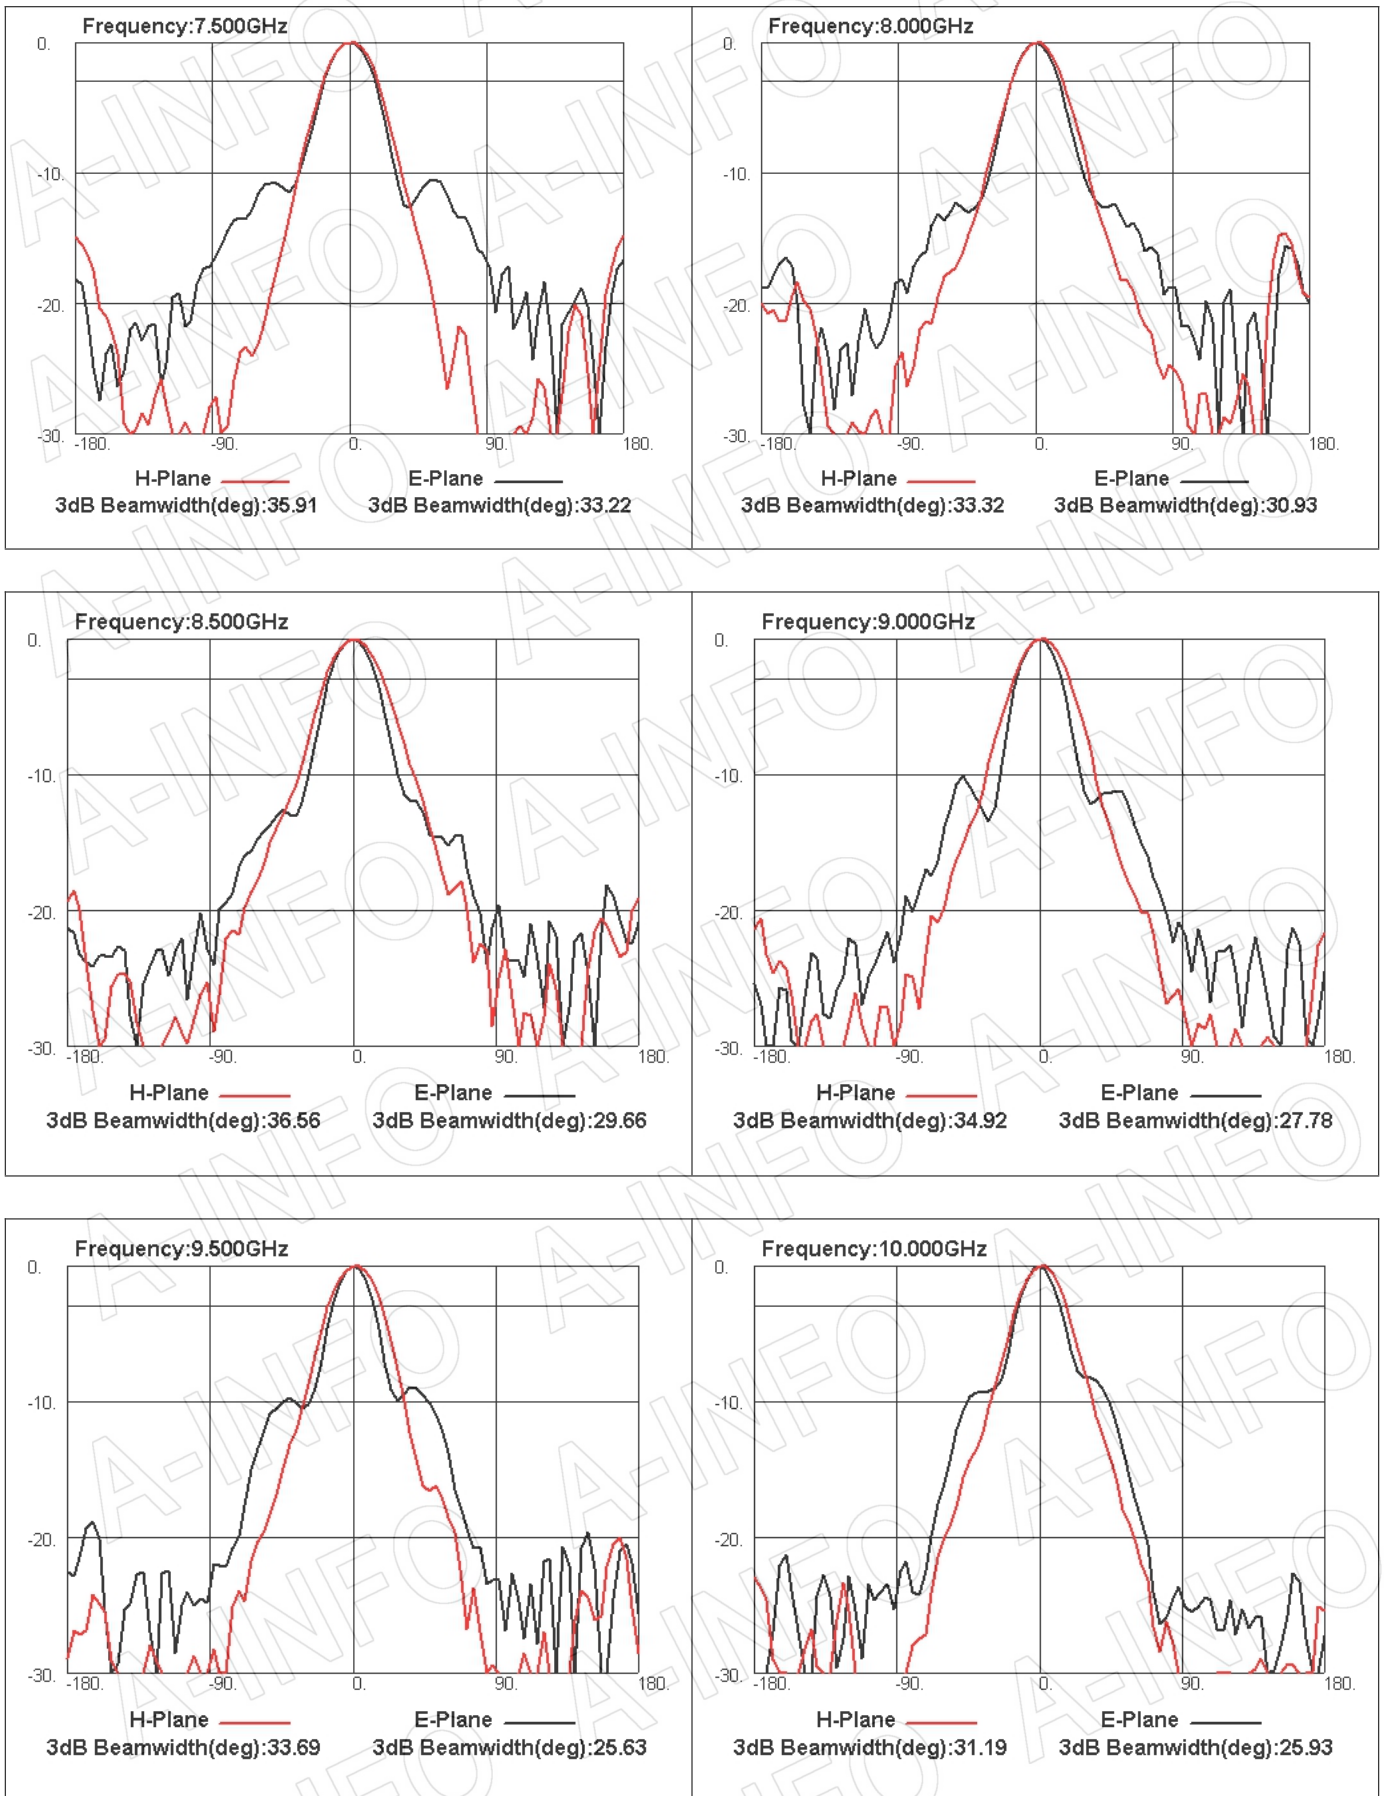 Frequency:7.500GHz
0.
-10.
-20.
-30.
-180. -90. 0. 90. 180.
H-Plane E-Plane
3dB Beamwidth(deg):35.91 3dB Beamwidth(deg):33.22
Frequency:8.000GHz
0.
-10.
-20.
-30.
-180. -90. 0. 90. 180.
H-Plane E-Plane
3dB Beamwidth(deg):33.32 3dB Beamwidth(deg):30.93
Frequency:8.500GHz
0.
-10.
-20.
-30.
-180. -90. 0. 90. 180.
H-Plane E-Plane
3dB Beamwidth(deg):36.56 3dB Beamwidth(deg):29.66
Frequency:9.000GHz
0.
-10.
-20.
-30.
-180. -90. 0. 90. 180.
H-Plane E-Plane
3dB Beamwidth(deg):34.92 3dB Beamwidth(deg):27.78
Frequency:9.500GHz
0.
-10.
-20.
-30.
-180. -90. 0. 90. 180.
H-Plane E-Plane
3dB Beamwidth(deg):33.69 3dB Beamwidth(deg):25.63
Frequency:10.000GHz
0.
-10.
-20.
-30.
-180. -90. 0. 90. 180.
H-Plane E-Plane
3dB Beamwidth(deg):31.19 3dB Beamwidth(deg):25.93
A-INFO